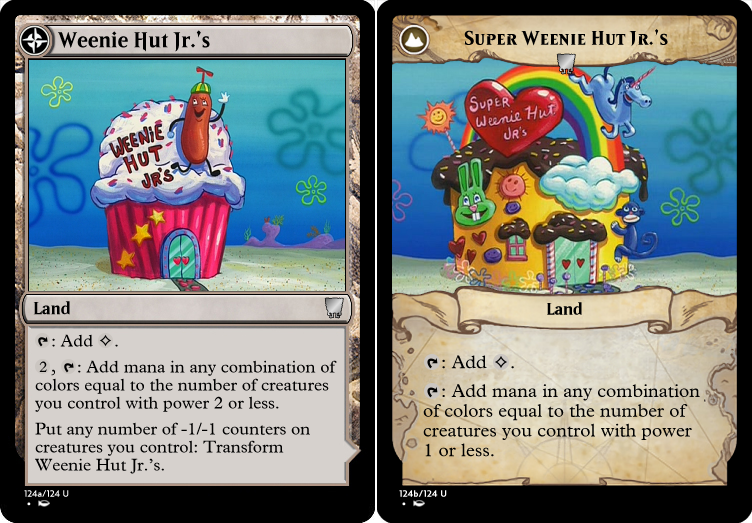 Weenie Hut Jr.'s
WEENIE
HUT
JR'S
Land
ans
: Add .
2, : Add mana in any combination of
colors equal to the number of creatures
you control with power 2 or less.
Put any number of -1/-1 counters on
creatures you control: Transform
Weenie Hut Jr.'s.
124a/124 U
Super Weenie Hut Jr.'s
ans
Super
Weenie Hut
Jr's
Land
: Add .
: Add mana in any combination
of colors equal to the number of
creatures you control with power
1 or less.
124b/124 U